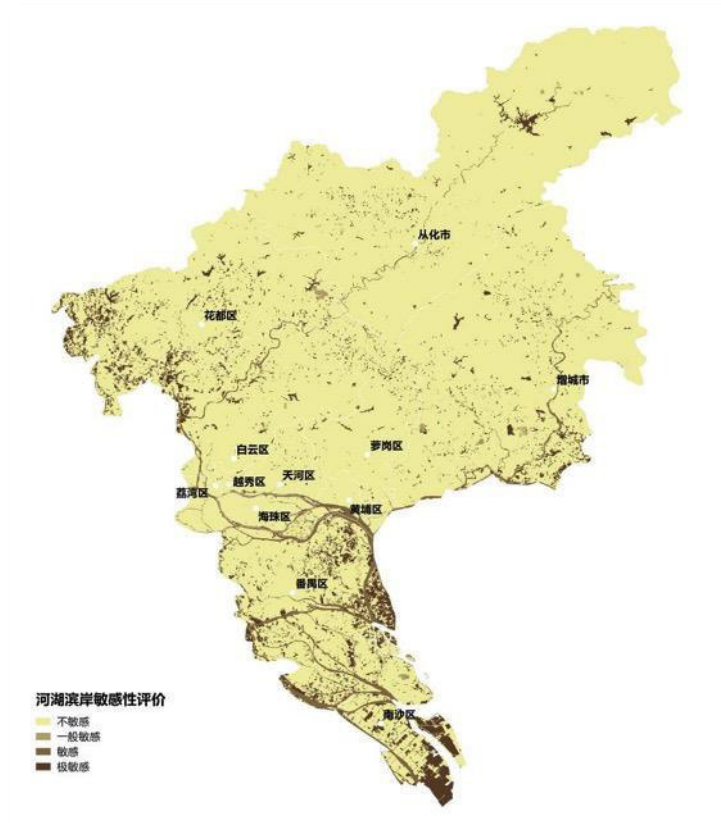 从化市
花都区
增城市
白云区
萝岗区
天河区
越秀区
荔湾区
黄埔区
海珠区
番禺区
南沙区
河湖滨岸敏感性评价
不敏感
一般敏感
敏感
极敏感